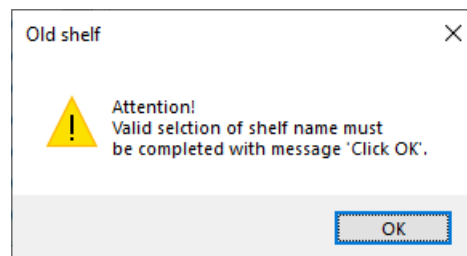 Old shelf
Attention!
Valid selction of shelf name must
be completed with message 'Click OK'.
OK